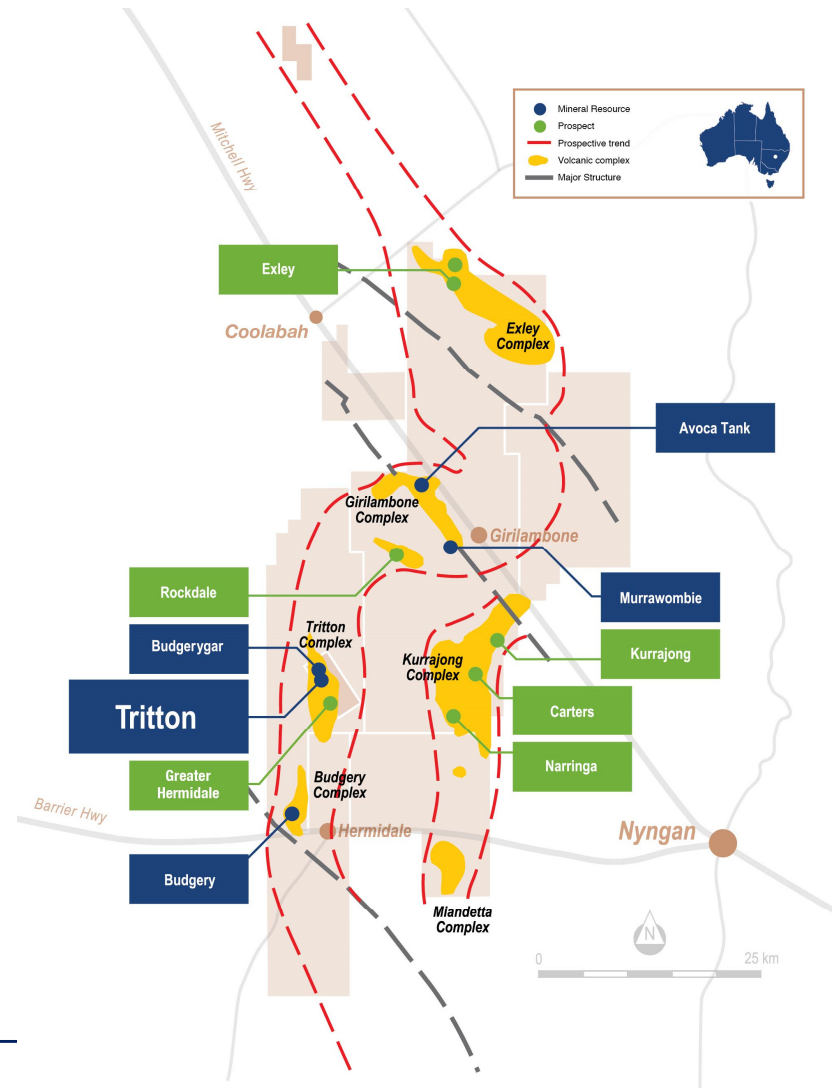 Mitchell Hwy
Mineral Resource
Prospect
Prospective trend
Volcanic complex
Major Structure
Exley
Coolabah
Exley
Complex
Avoca Tank
Girilambone
Complex
Girilambone
Rockdale
Murrawombie
Tritton
Complex
Budgerygar
Kurrajong
Complex
Kurrajong
Tritton
Carters
Narringa
Greater
Hermidale
Budgery
Complex
Barrier Hwy
Hermidale
Nyngan
Budgery
Miandetta
Complex
N
0
25 km